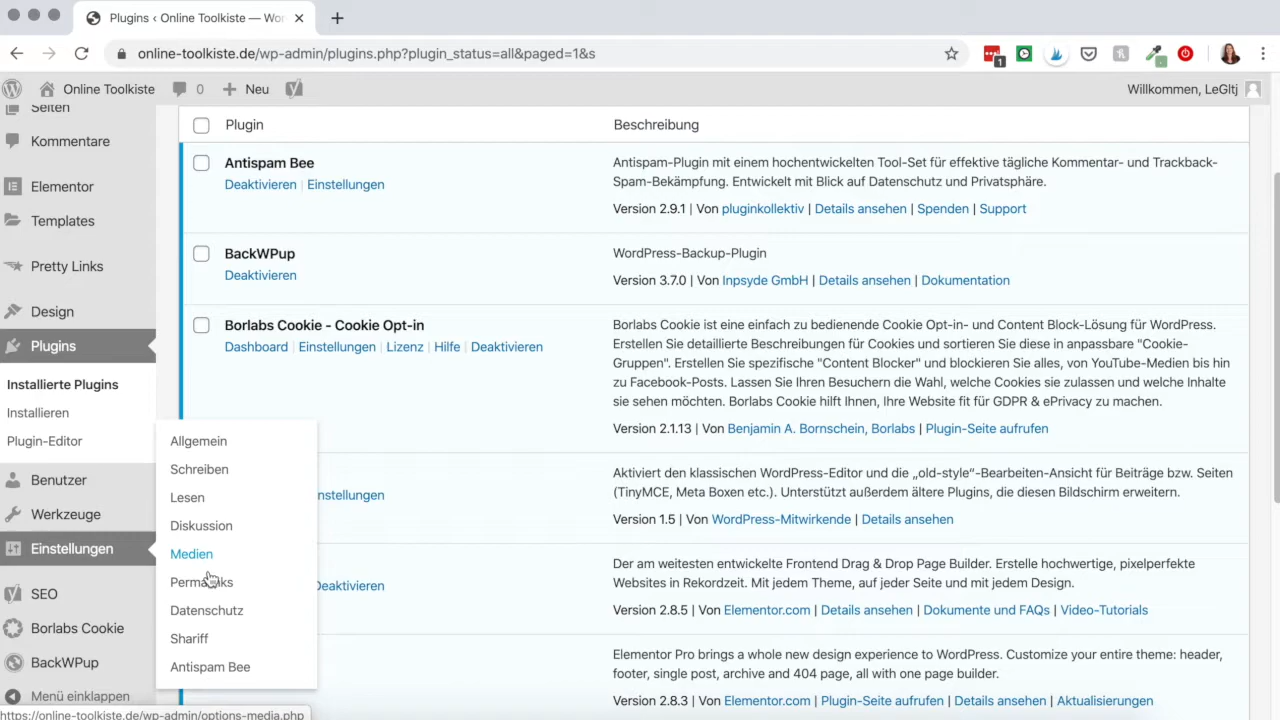 Plugins ‹ Online Toolkiste — Wor
online-toolkiste.de/wp-admin/plugins.php?plugin_status=all&paged=1&s
1
Online Toolkiste
0
Neu
Willkommen, LeGltj
Seiten
Kommentare
Elementor
Templates
Pretty Links
Design
Plugins
Installierte Plugins
Installieren
Plugin-Editor
Benutzer
Werkzeuge
Einstellungen
SEO
Borlabs Cookie
BackWPup
Menü einklappen
Allgemein
Schreiben
Lesen
Diskussion
Medien
Permalinks
Datenschutz
Shariff
Antispam Bee
Plugin
Beschreibung
Antispam Bee
Deaktivieren | Einstellungen
Antispam-Plugin mit einem hochentwickelten Tool-Set für effektive tägliche Kommentar- und Trackback-
Spam-Bekämpfung. Entwickelt mit Blick auf Datenschutz und Privatsphäre.
Version 2.9.1 | Von pluginkollektiv | Details ansehen | Spenden | Support
BackWPup
Deaktivieren
WordPress-Backup-Plugin
Version 3.7.0 | Von Inpsyde GmbH | Details ansehen | Dokumentation
Borlabs Cookie - Cookie Opt-in
Dashboard | Einstellungen | Lizenz | Hilfe | Deaktivieren
Borlabs Cookie ist eine einfach zu bedienende Cookie Opt-in- und Content Block-Lösung für WordPress.
Erstellen Sie detaillierte Beschreibungen für Cookies und sortieren Sie diese in anpassbare "Cookie-
Gruppen". Erstellen Sie spezifische "Content Blocker" und blockieren Sie alles, von YouTube-Medien bis hin
zu Facebook-Posts. Lassen Sie Ihren Besuchern die Wahl, welche Cookies sie zulassen und welche Inhalte
sie sehen möchten. Borlabs Cookie hilft Ihnen, Ihre Website fit für GDPR & ePrivacy zu machen.
Version 2.1.13 | Von Benjamin A. Bornschein, Borlabs | Plugin-Seite aufrufen
nstellungen
Aktiviert den klassischen WordPress-Editor und die „old-style“-Bearbeiten-Ansicht für Beiträge bzw. Seiten
(TinyMCE, Meta Boxen etc.). Unterstützt außerdem ältere Plugins, die diesen Bildschirm erweitern.
Version 1.5 | Von WordPress-Mitwirkende | Details ansehen
Deaktivieren
Der am weitesten entwickelte Frontend Drag & Drop Page Builder. Erstelle hochwertige, pixelperfekte
Websites in Rekordzeit. Mit jedem Theme, auf jeder Seite und mit jedem Design.
Version 2.8.5 | Von Elementor.com | Details ansehen | Dokumente und FAQs | Video-Tutorials
Elementor Pro brings a whole new design experience to WordPress. Customize your entire theme: header,
footer, single post, archive and 404 page, all with one page builder.
Version 2.8.3 | Von Elementor.com | Plugin-Seite aufrufen | Details ansehen | Aktualisierungen
https://online-toolkiste.de/wp-admin/options-media.php